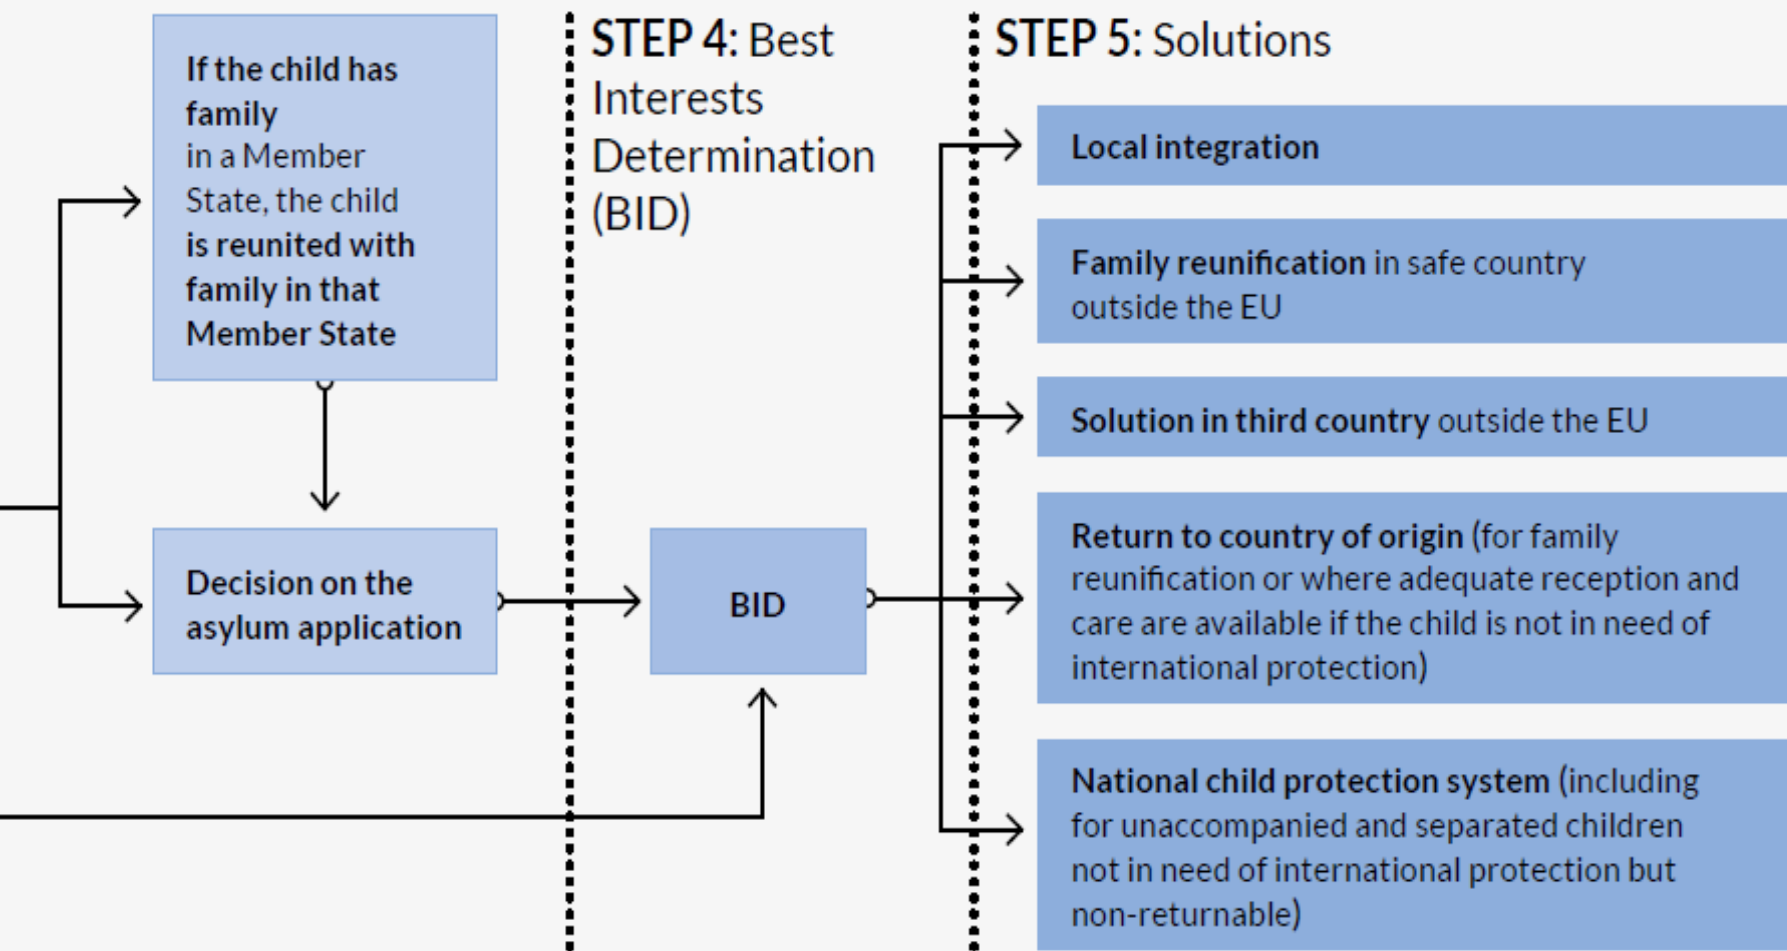 If the child has
family
in a Member
State, the child
is reunited with
family in that
Member State
Decision on the
asylum application
STEP 4: Best
Interests
Determination
(BID)
BID
STEP 5: Solutions
Local integration
Family reunification in safe country
outside the EU
Solution in third country outside the EU
Return to country of origin (for family
reunification or where adequate reception and
care are available if the child is not in need of
international protection)
National child protection system (including
for unaccompanied and separated children
not in need of international protection but
non-returnable)